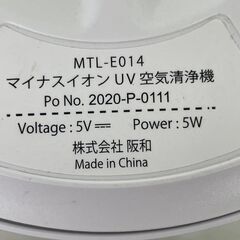 MTL-E014
マイナスイオン UV 空気清浄機
Po No. 2020-P-0111
Voltage : 5V⎓ Power : 5W
株式会社 阪和
Made in China